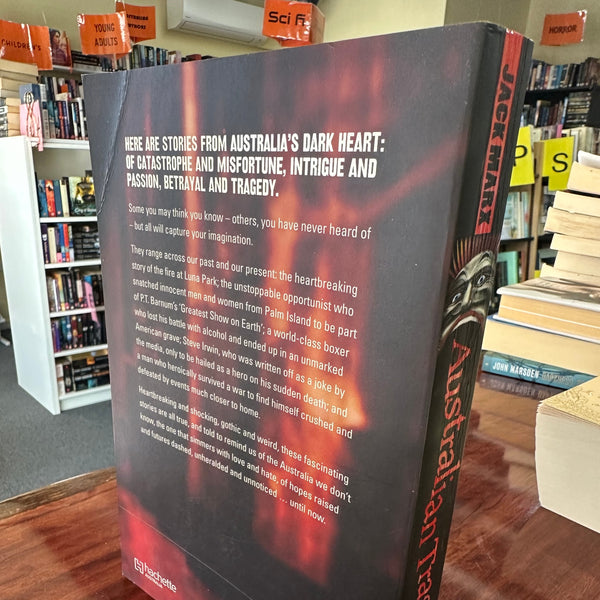 CHILDREN'S
YOUNG
ADULTS
Sci Fi
HORROR
HERE ARE STORIES FROM AUSTRALIA'S DARK HEART:
OF CATASTROPHE AND MISFORTUNE, INTRIGUE AND
PASSION, BETRAYAL AND TRAGEDY.
Some you may think you know – others, you have never heard of
– but all will capture your imagination.
They range across our past and our present: the heartbreaking
story of the fire at Luna Park; the unstoppable opportunist who
snatched innocent men and women from Palm Island to be part
of P.T. Barnum's 'Greatest Show on Earth'; a world-class boxer
who lost his battle with alcohol and ended up in an unmarked
American grave; Steve Irwin, who was written off as a joke by
the media, only to be hailed as a hero on his sudden death; and
a man who heroically survived a war to find himself crushed and
defeated by events much closer to home.
Heartbreaking and shocking, gothic and weird, these fascinating
stories are all true, and told to remind us of the Australia we don't
know, the one that simmers with love and hate, of hopes raised
and futures dashed, unheralded and unnoticed ... until now.
hachette
AUSTRALIA
JACK MARX
Australian Tra
P
S
JOHN MARSDEN